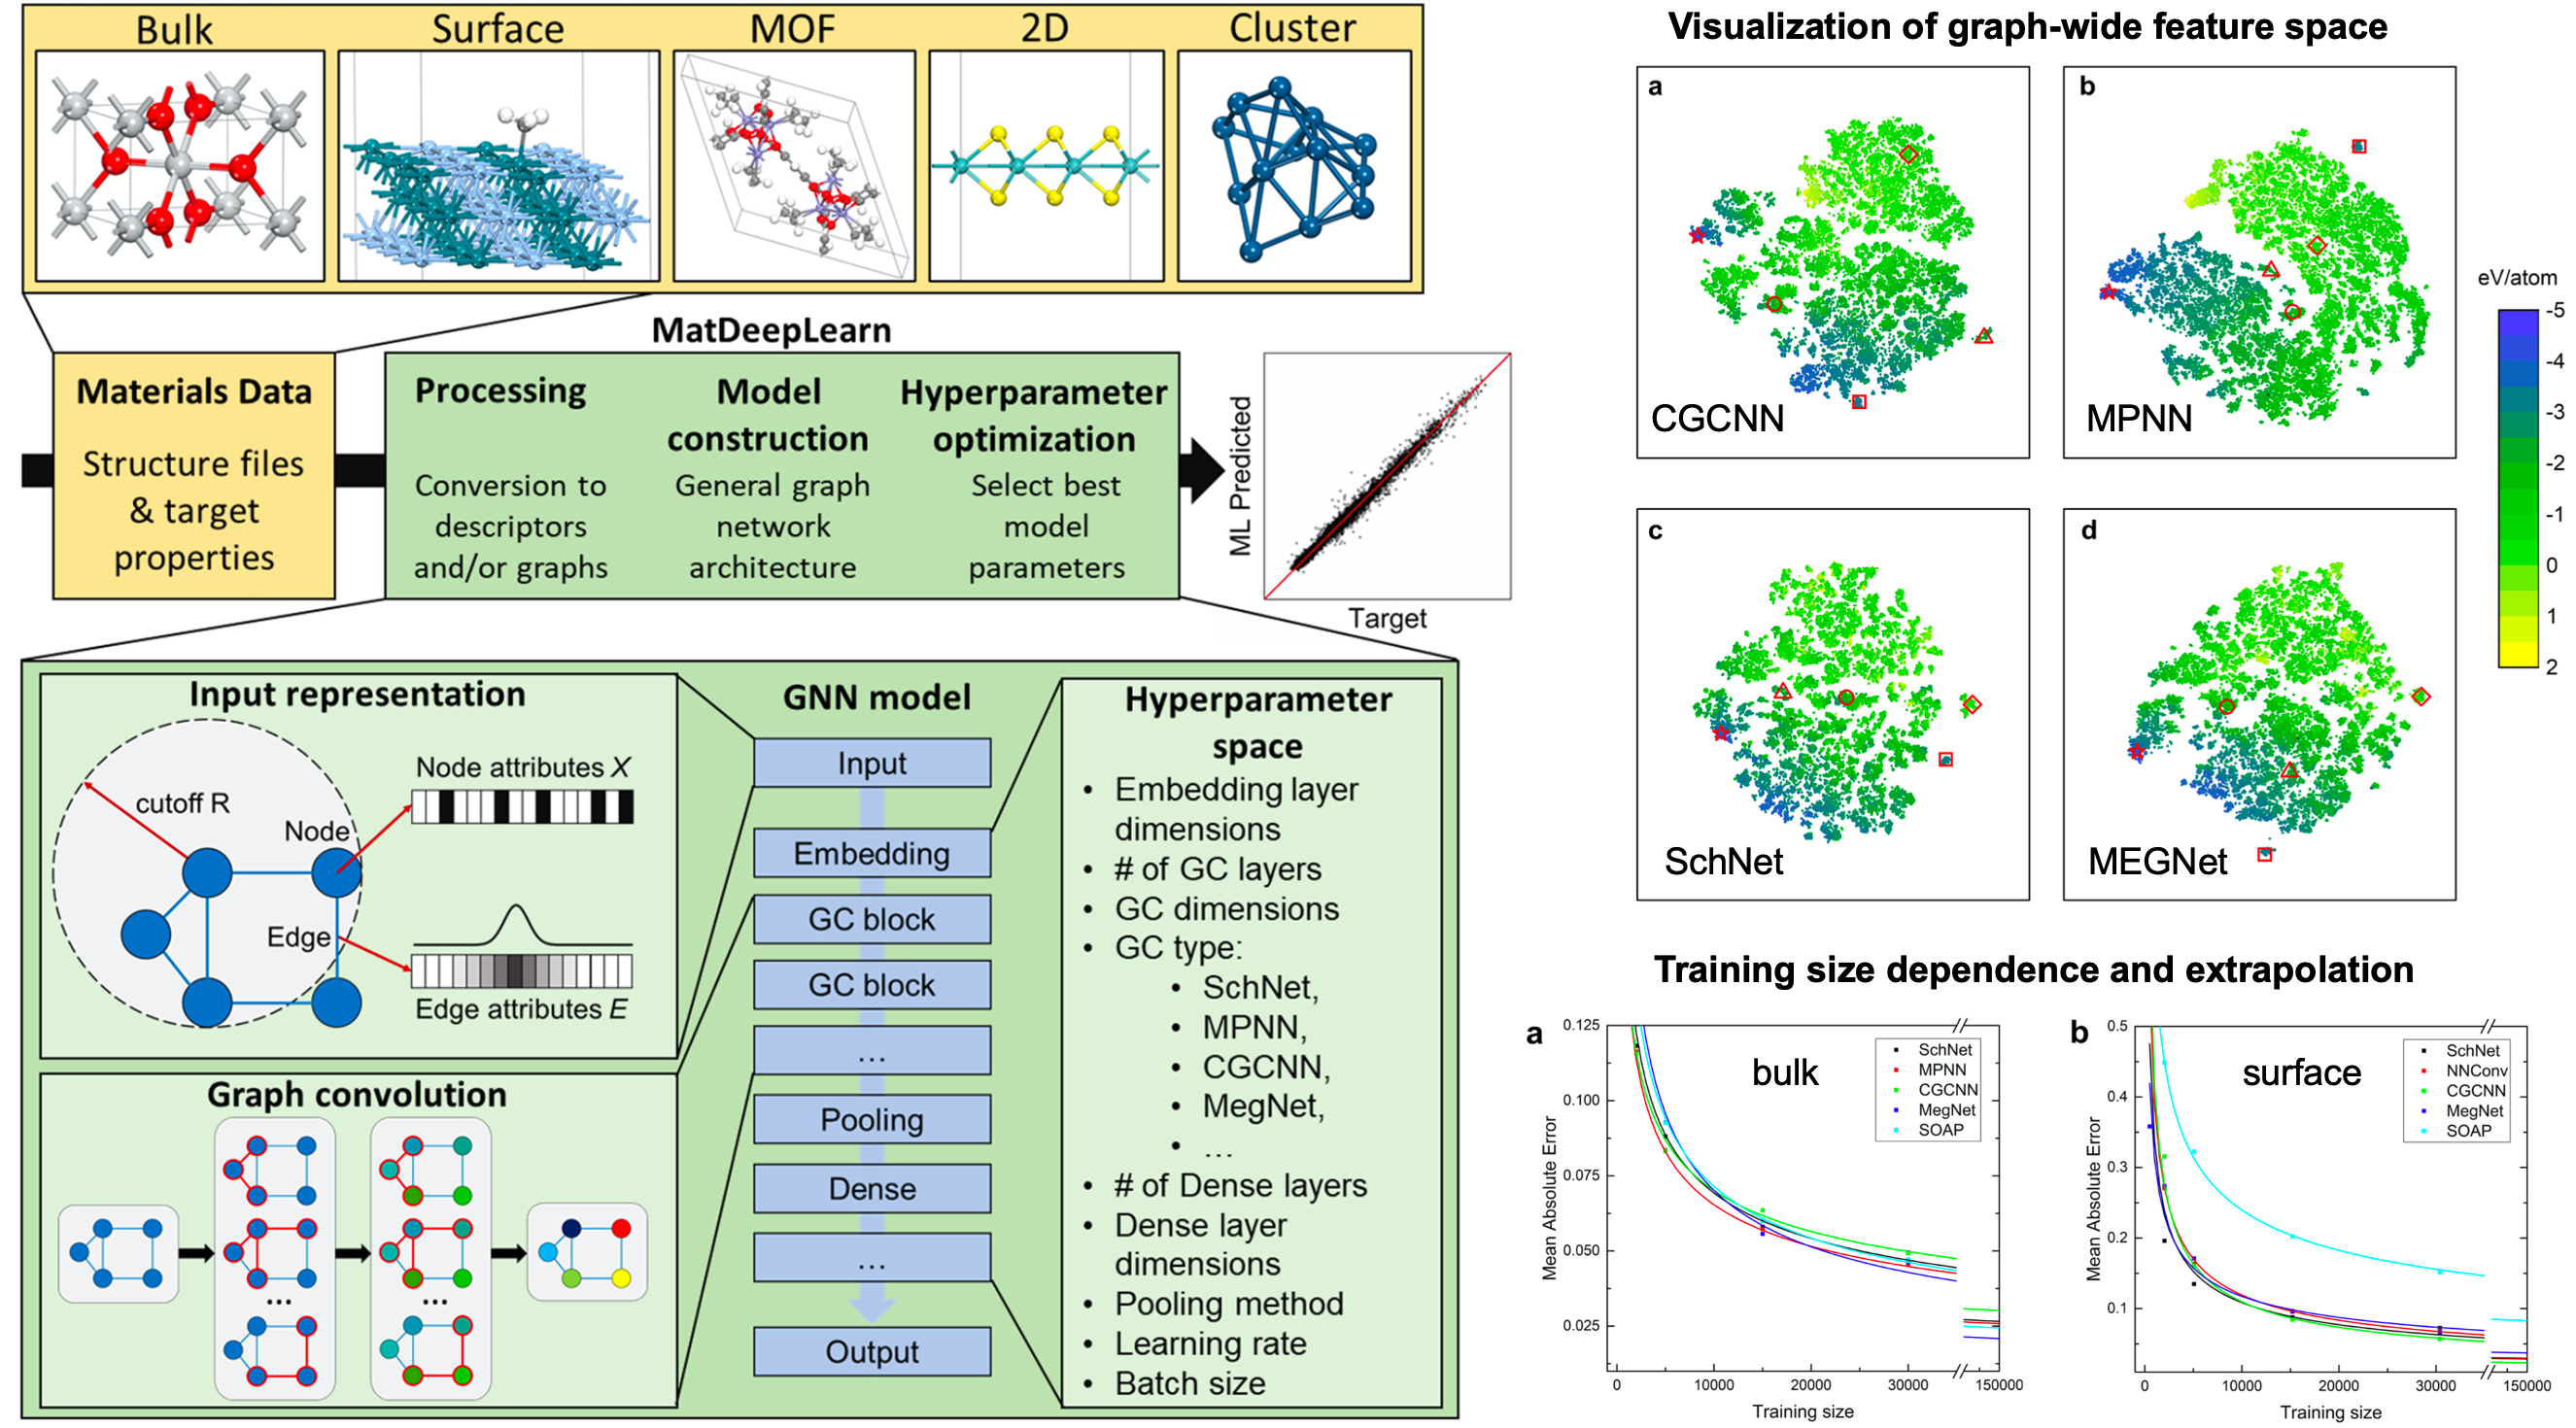 Bulk
Surface
MOF
2D
Cluster
MatDeepLearn
Materials Data
Structure files
& target
properties
Processing
Conversion to
descriptors
and/or graphs
Model
construction
General graph
network
architecture
Hyperparameter
optimization
Select best
model
parameters
ML Predicted
Target
Input representation
cutoff R
Node
Node attributes X
Edge
Edge attributes E
Graph convolution
...
...
GNN model
Input
Embedding
GC block
GC block
...
Pooling
Dense
...
Output
Hyperparameter
space
• Embedding layer
dimensions
• # of GC layers
• GC dimensions
• GC type:
• SchNet,
• MPNN,
• CGCNN,
• MegNet,
• ...
• # of Dense layers
• Dense layer
dimensions
• Pooling method
• Learning rate
• Batch size
Visualization of graph-wide feature space
a
CGCNN
b
MPNN
c
SchNet
d
MEGNet
eV/atom
-5
-4
-3
-2
-1
0
1
2
Training size dependence and extrapolation
a
bulk
SchNet
MPNN
CGCNN
MegNet
SOAP
Mean Absolute Error
0.125
0.100
0.075
0.050
0.025
0
10000
20000
30000
150000
Training size
b
surface
SchNet
NNConv
CGCNN
MegNet
SOAP
Mean Absolute Error
0.5
0.4
0.3
0.2
0.1
0
10000
20000
30000
150000
Training size